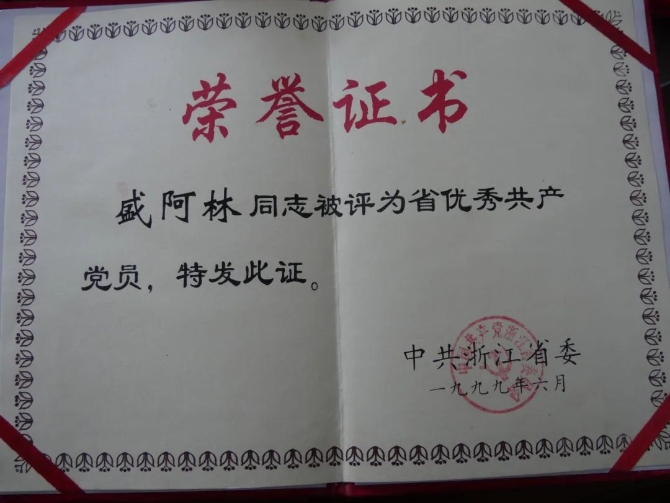 荣誉证书
盛阿林同志被评为省优秀共产
党员，特发此证。
中共浙江省委
一九九九年六月